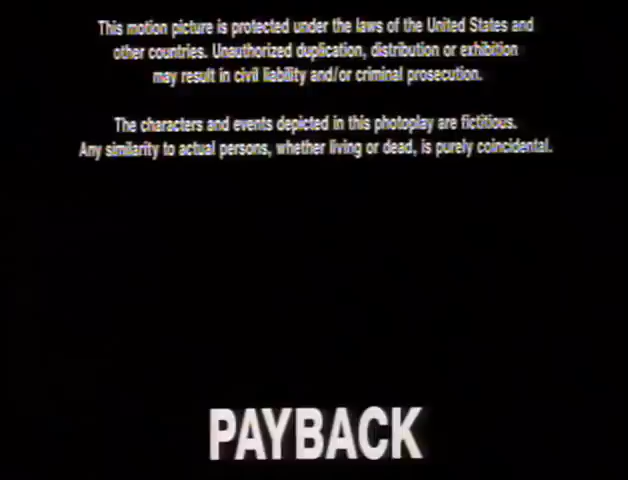 This motion picture is protected under the laws of the United States and
other countries. Unauthorized duplication, distribution or exhibition
may result in civil liability and/or criminal prosecution.
The characters and events depicted in this photoplay are fictitious.
Any similarity to actual persons, whether living or dead, is purely coincidental.
PAYBACK